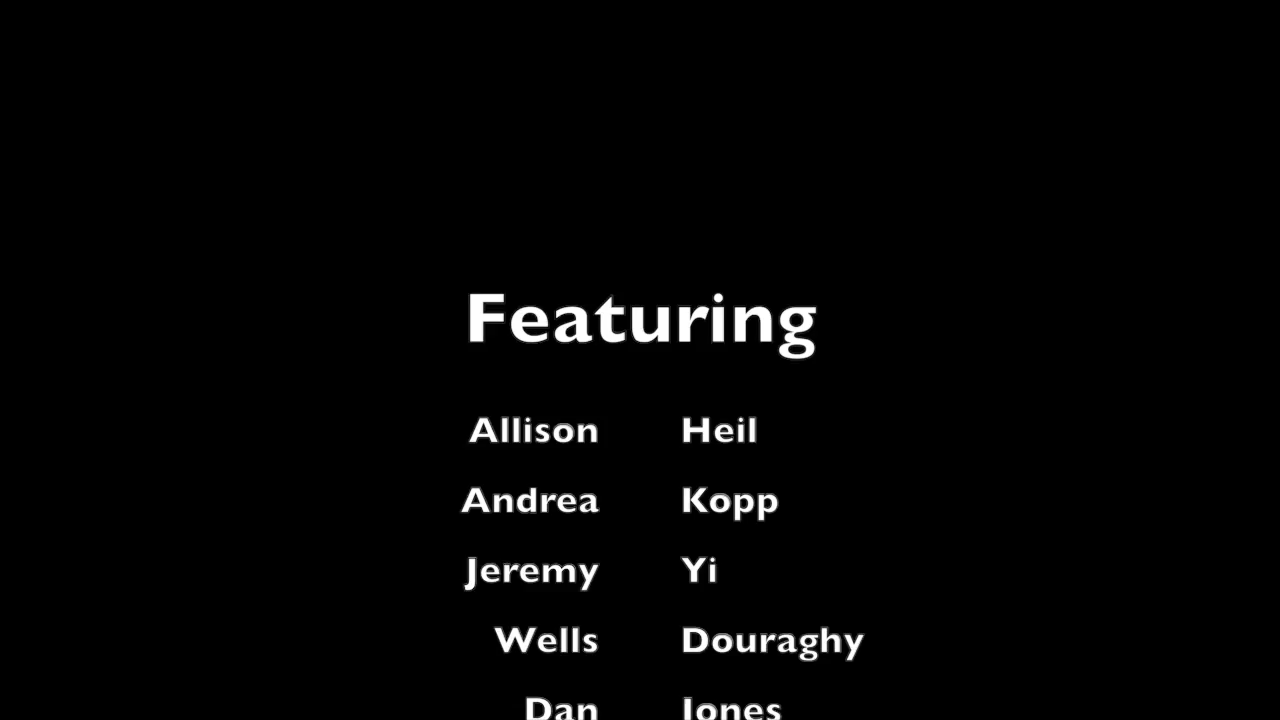 Featuring
Allison Heil
Andrea Kopp
Jeremy Yi
Wells Douraghy
Dan Jones